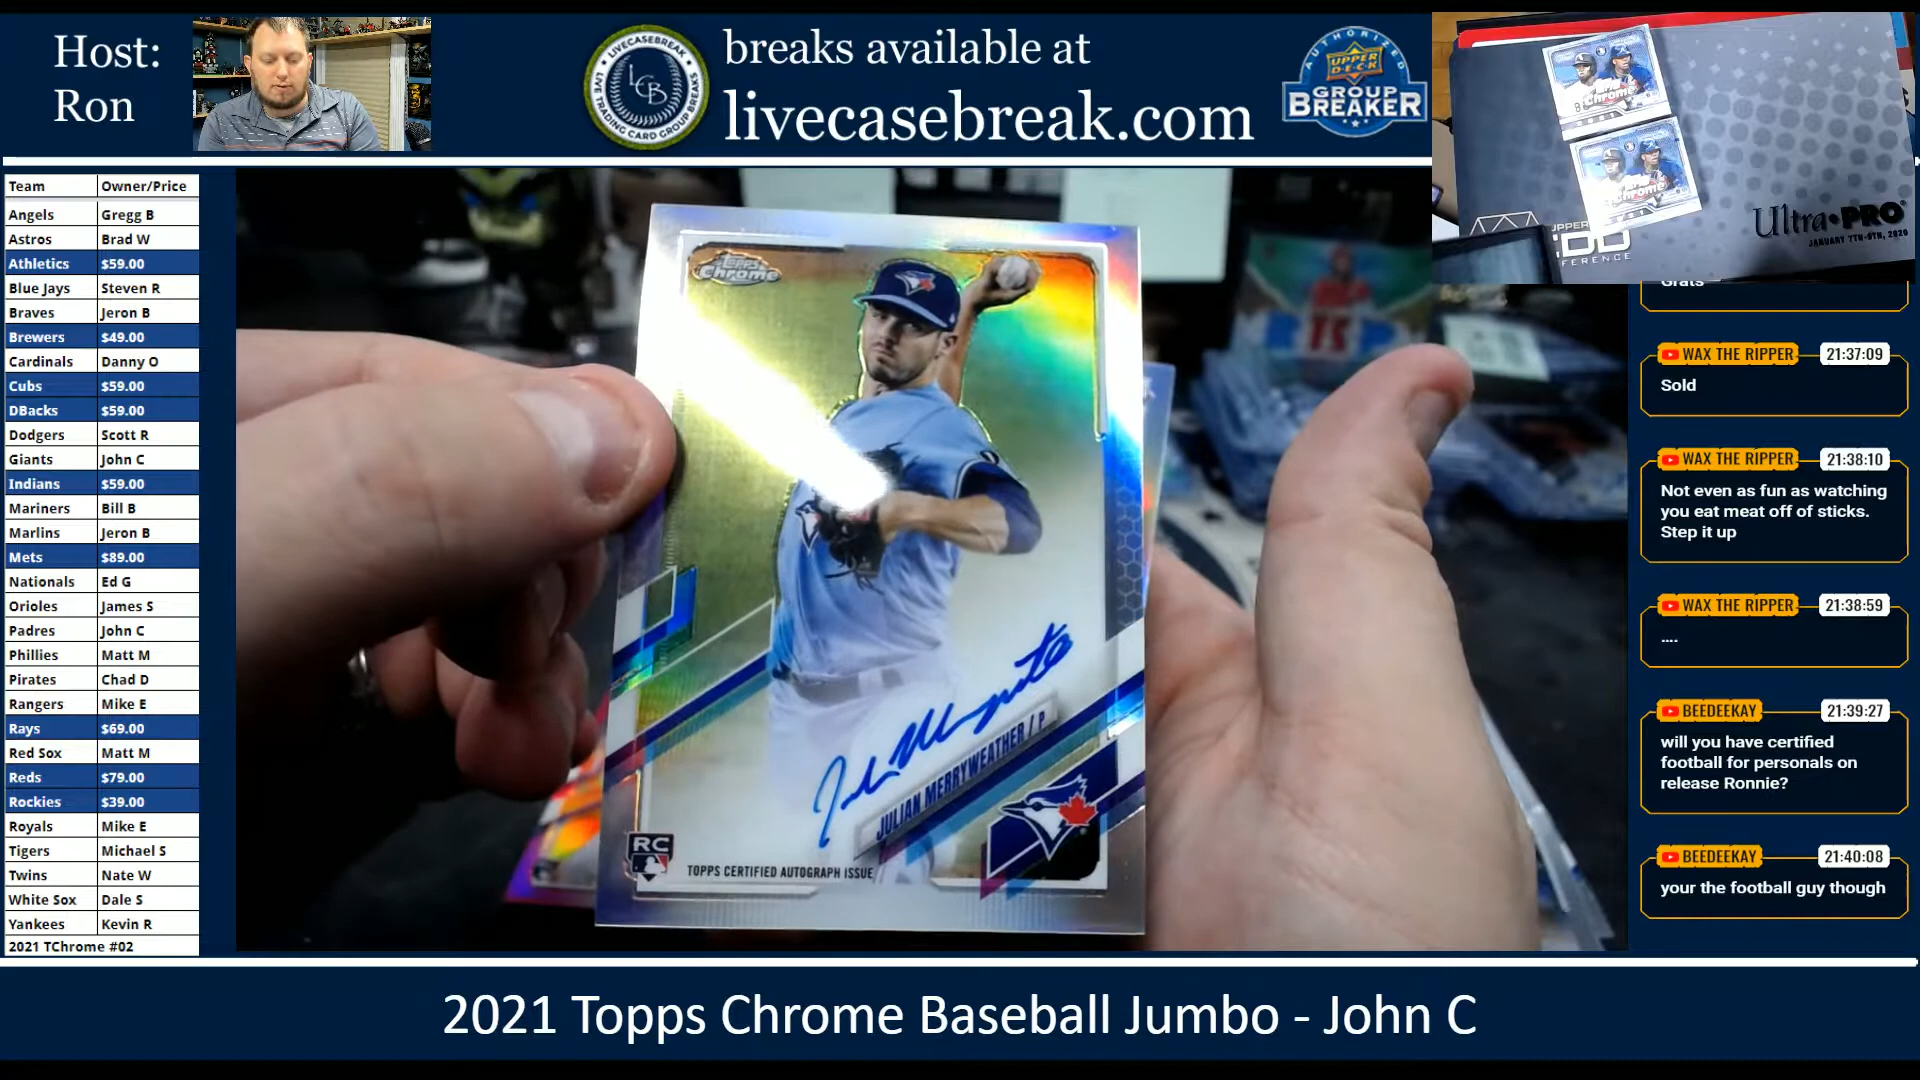 Host:
Ron
LIVECASEBREAK
LCB
LIVE TRADING CARD GROUP BREAKS
breaks available at
livecasebreak.com
AUTHORIZED
UPPER DECK
GROUP
BREAKER
Chrome
Chrome
Ultra•PRO
JANUARY 7TH-9TH, 2020
Team Owner/Price
Angels Gregg B
Astros Brad W
Athletics $59.00
Blue Jays Steven R
Braves Jeron B
Brewers $49.00
Cardinals Danny O
Cubs $59.00
DBacks $59.00
Dodgers Scott R
Giants John C
Indians $59.00
Mariners Bill B
Marlins Jeron B
Mets $89.00
Nationals Ed G
Orioles James S
Padres John C
Phillies Matt M
Pirates Chad D
Rangers Mike E
Rays $69.00
Red Sox Matt M
Reds $79.00
Rockies $39.00
Royals Mike E
Tigers Michael S
Twins Nate W
White Sox Dale S
Yankees Kevin R
2021 TChrome #02
Topps
Chrome
JULIAN MERRYWEATHER / P
RC
TOPPS CERTIFIED AUTOGRAPH ISSUE
Grats
WAX THE RIPPER 21:37:09
Sold
WAX THE RIPPER 21:38:10
Not even as fun as watching
you eat meat off of sticks.
Step it up
WAX THE RIPPER 21:38:59
....
BEEDEEKAY 21:39:27
will you have certified
football for personals on
release Ronnie?
BEEDEEKAY 21:40:08
your the football guy though
2021 Topps Chrome Baseball Jumbo - John C